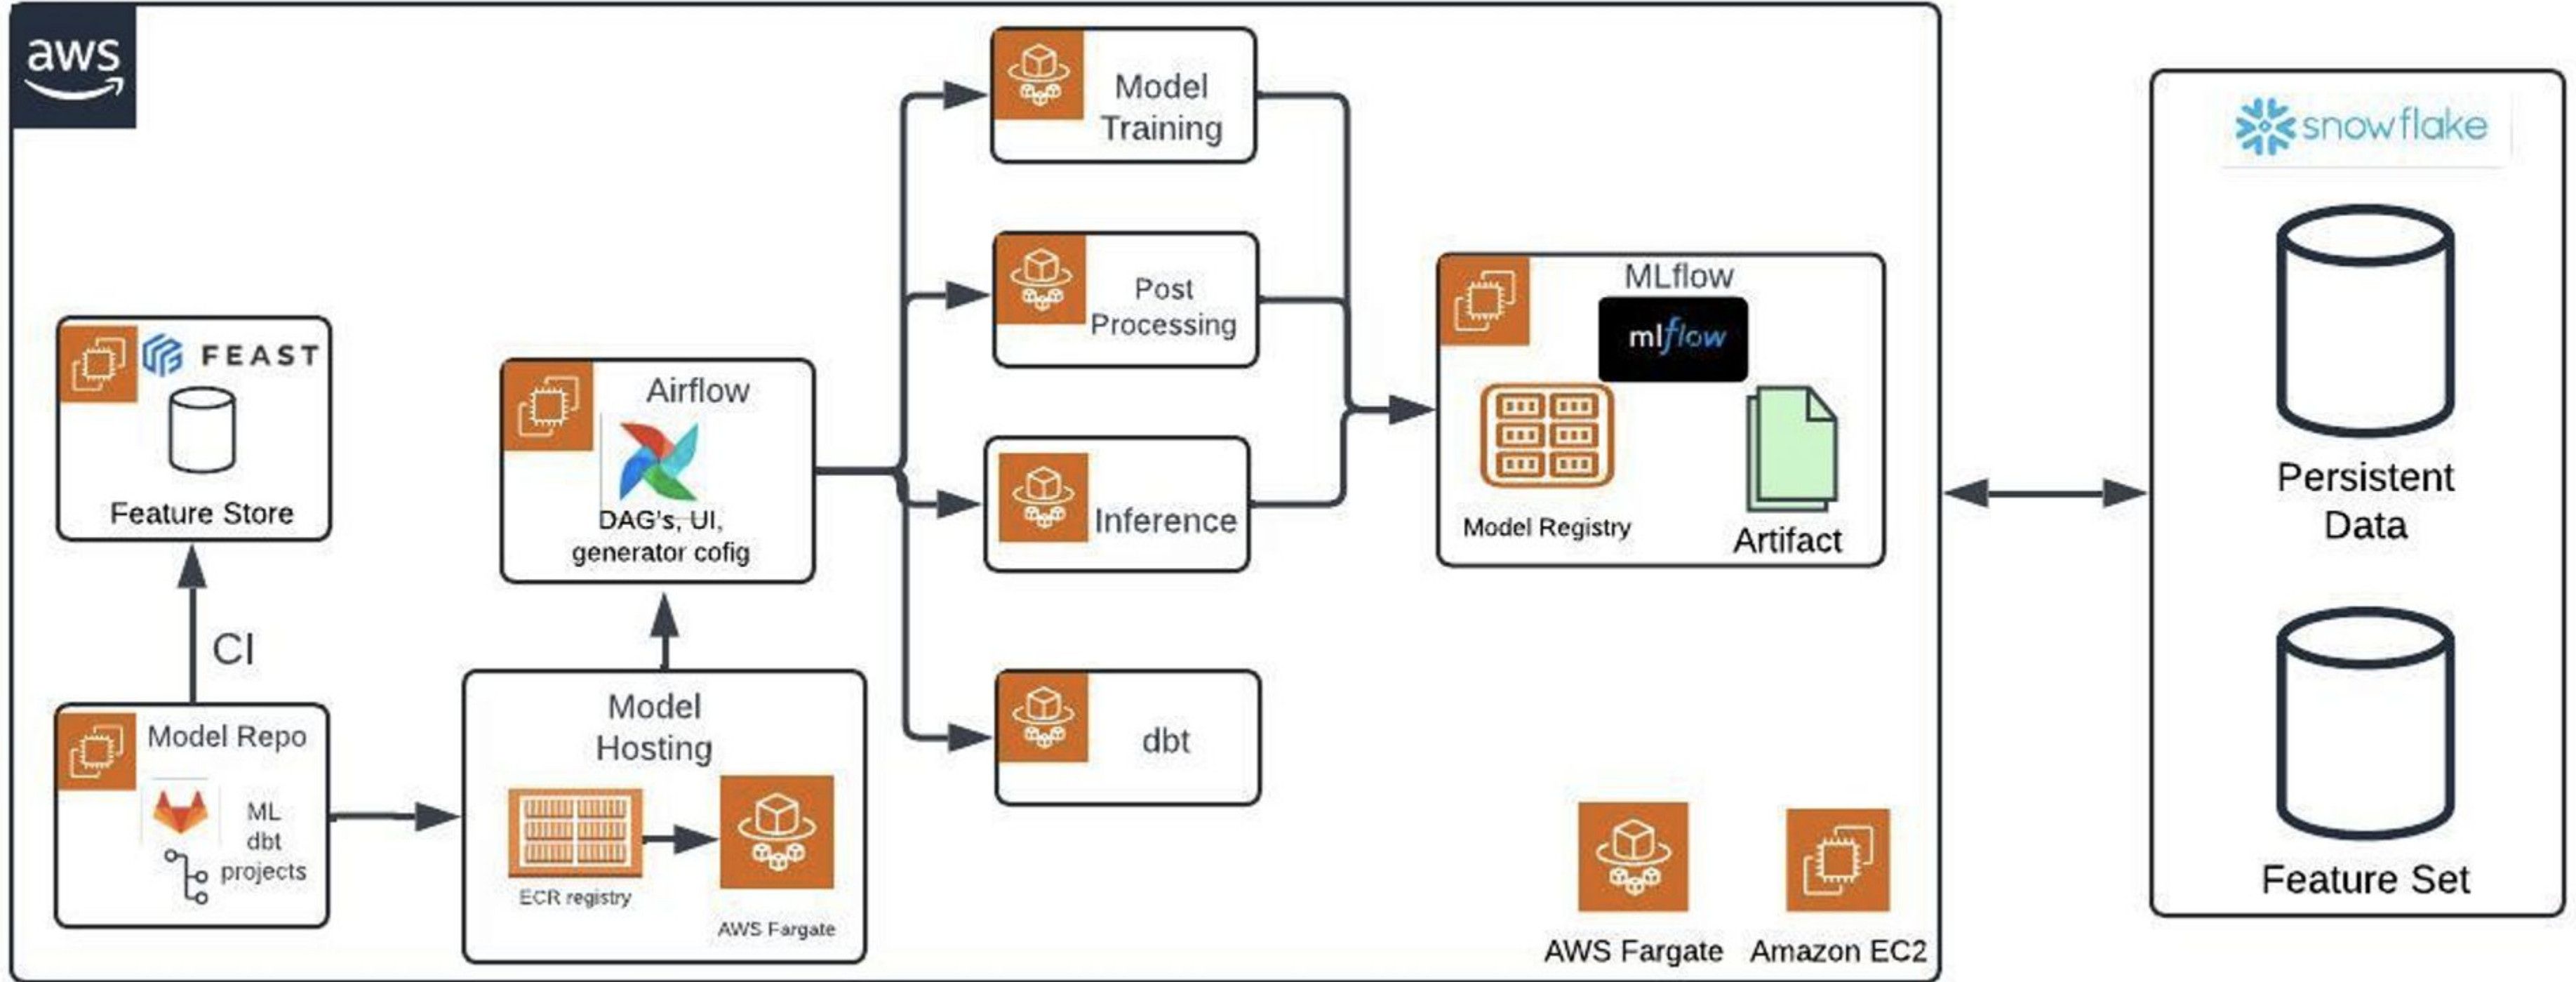 aws
FEAST
Feature Store
CI
Model Repo
ML
dbt
projects
Model
Hosting
ECR registry
AWS Fargate
Airflow
DAG's, UI,
generator cofig
Model
Training
Post
Processing
Inference
dbt
MLflow
mlflow
Model Registry
Artifact
AWS Fargate
Amazon EC2
snowflake
Persistent
Data
Feature Set